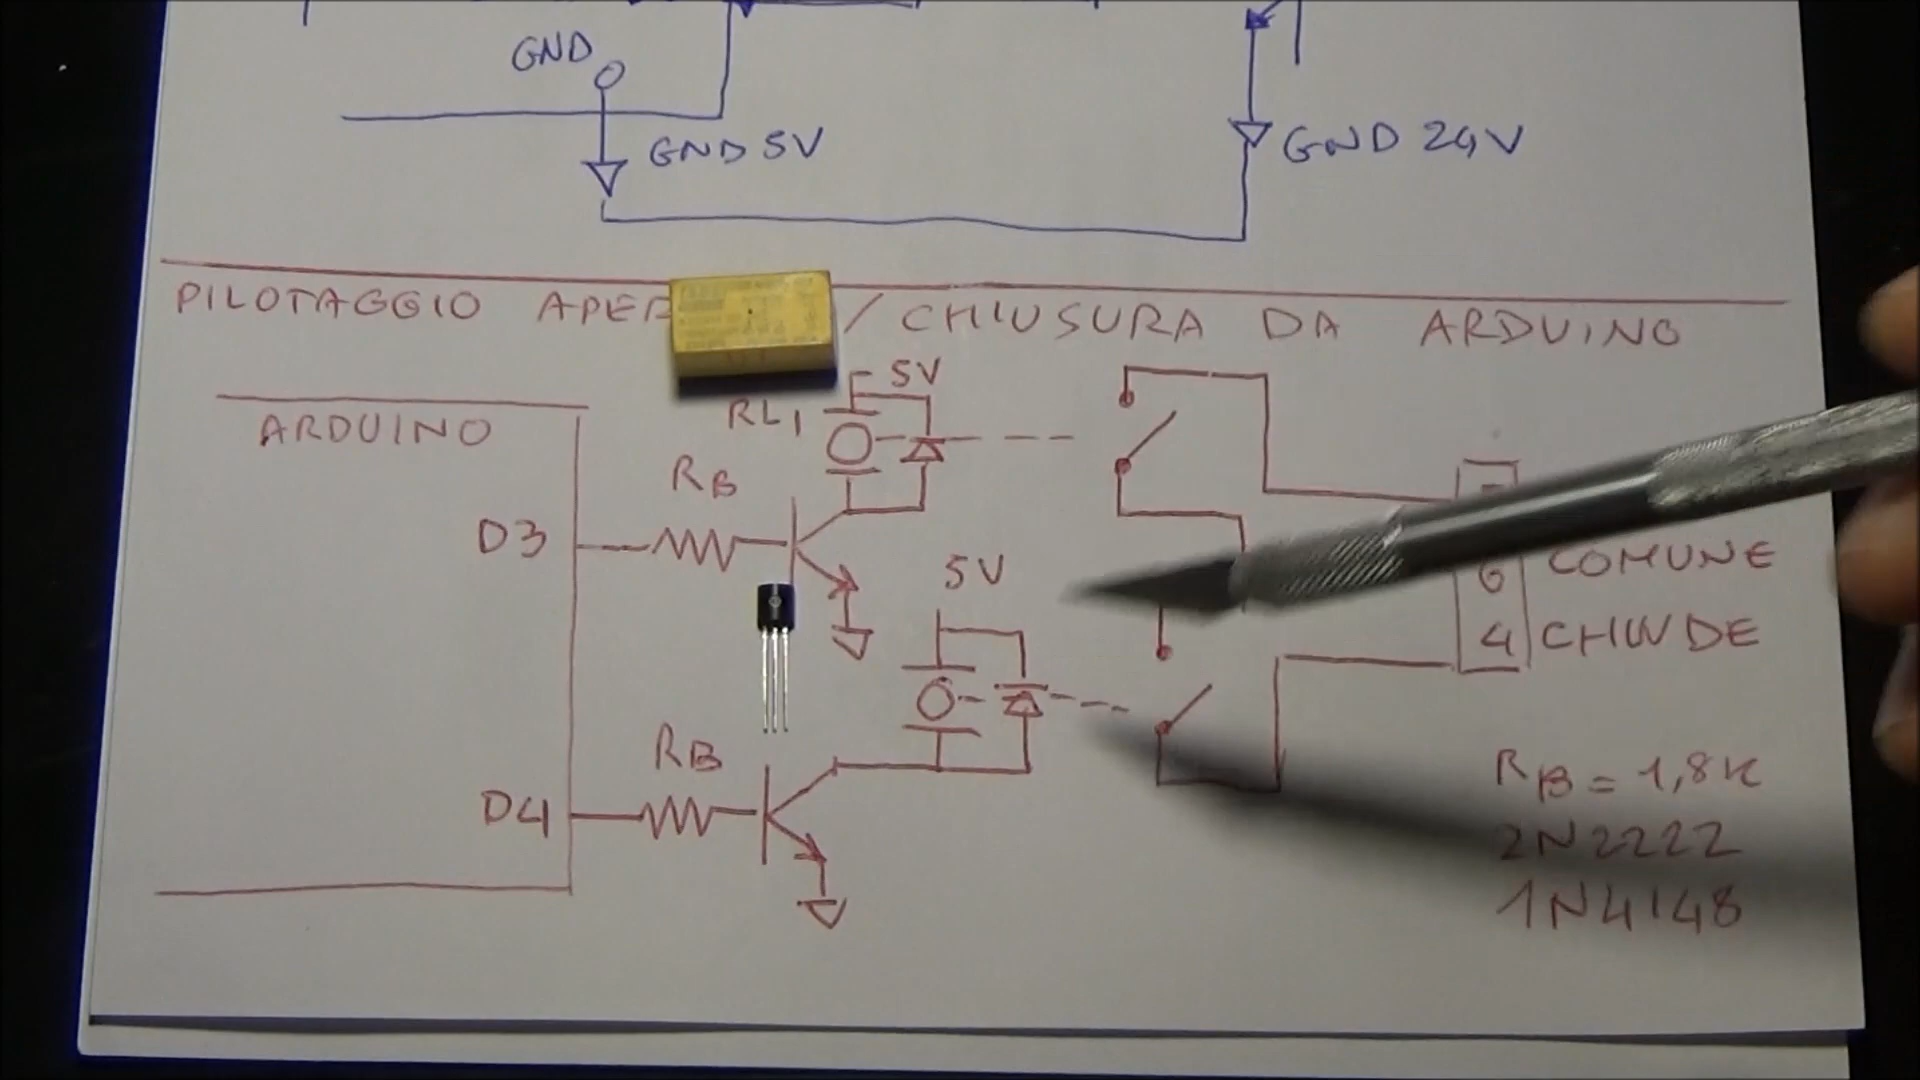 GND
GND 5V
GND 24V
PILOTAGGIO APER / CHIUSURA DA ARDUINO
5V
ARDUINO
RL1
RB
D3
5V
6 COMUNE
4 CHIUDE
RB
D4
RB = 1,8K
2N2222
1N4148